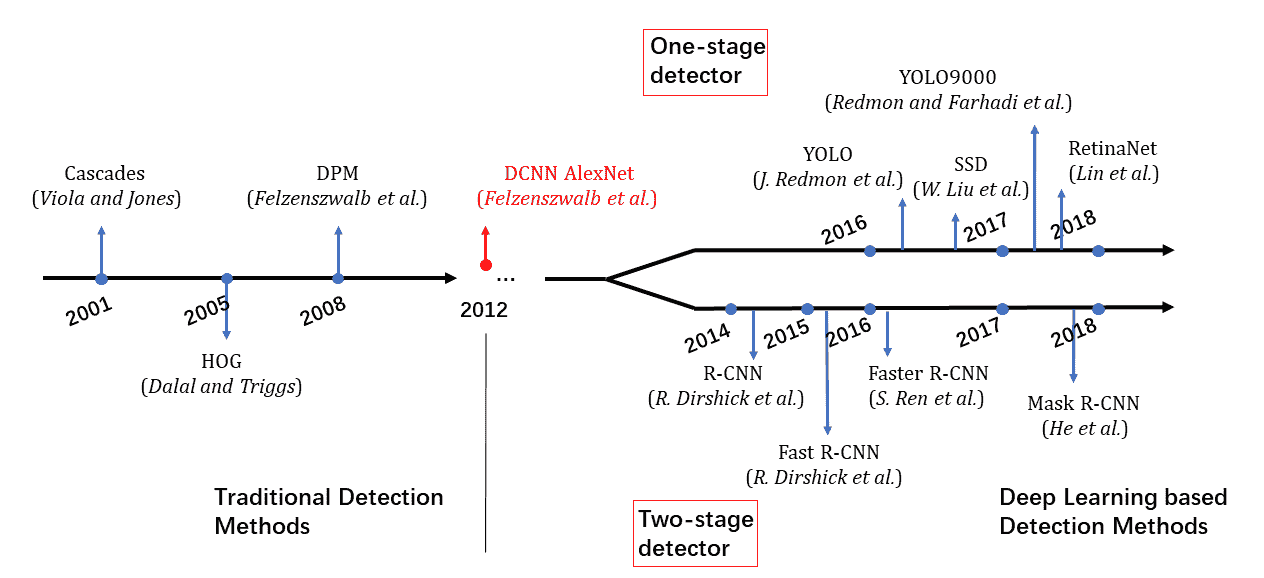 One-stage
detector
YOLO9000
(Redmon and Farhadi et al.)
YOLO
(J. Redmon et al.)
SSD
(W. Liu et al.)
RetinaNet
(Lin et al.)
Cascades
(Viola and Jones)
DPM
(Felzenszwalb et al.)
DCNN AlexNet
(Felzenszwalb et al.)
2016
2017
2018
...
2001
2005
2008
2012
2014
2015
2016
2017
2018
HOG
(Dalal and Triggs)
R-CNN
(R. Dirshick et al.)
Faster R-CNN
(S. Ren et al.)
Mask R-CNN
(He et al.)
Fast R-CNN
(R. Dirshick et al.)
Traditional Detection
Methods
Two-stage
detector
Deep Learning based
Detection Methods